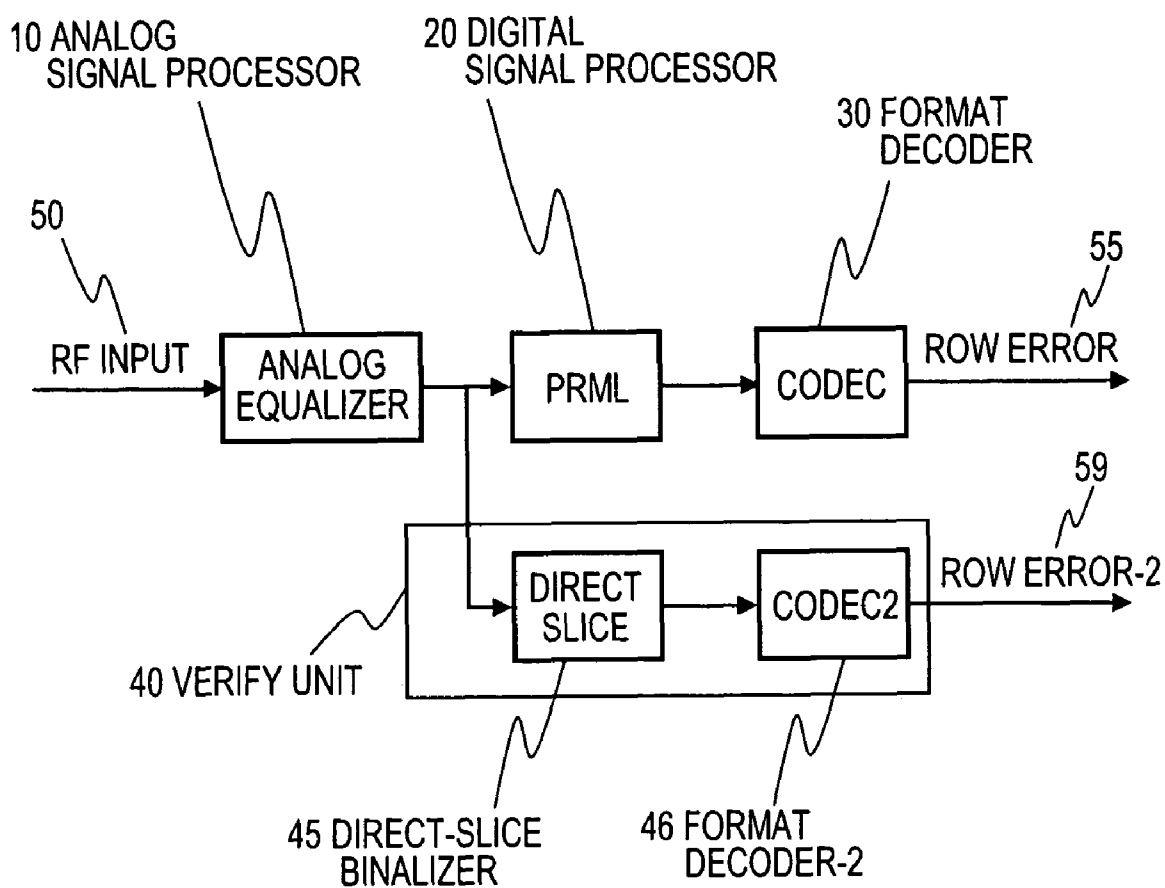 10 ANALOG
SIGNAL PROCESSOR
20 DIGITAL
SIGNAL PROCESSOR
30 FORMAT
DECODER
50
55
RF INPUT
ANALOG
EQUALIZER
PRML
CODEC
ROW ERROR
59
DIRECT
SLICE
CODEC2
ROW ERROR-2
40 VERIFY UNIT
45 DIRECT-SLICE
BINALIZER
46 FORMAT
DECODER-2